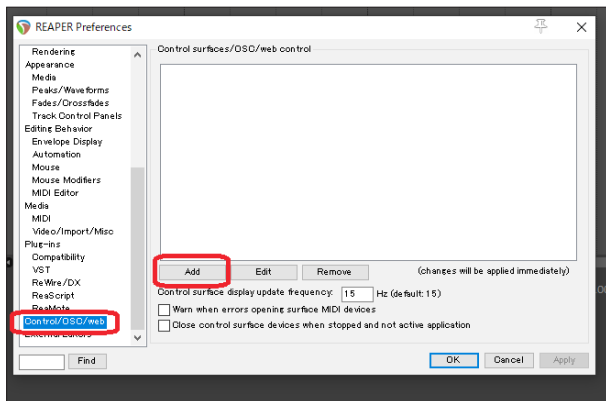 REAPER Preferences
Rendering
Appearance
Media
Peaks/Waveforms
Fades/Crossfades
Track Control Panels
Editing Behavior
Envelope Display
Automation
Mouse
Mouse Modifiers
MIDI Editor
Media
MIDI
Video/Import/Misc
Plug-ins
Compatibility
VST
ReWire/DX
ReaScript
ReaMote
Control/OSC/web
External Editors
Find
Control surfaces/OSC/web control
Add Edit Remove (changes will be applied immediately)
Control surface display update frequency: 15 Hz (default: 15)
Warn when errors opening surface MIDI devices
Close control surface devices when stopped and not active application
OK Cancel Apply